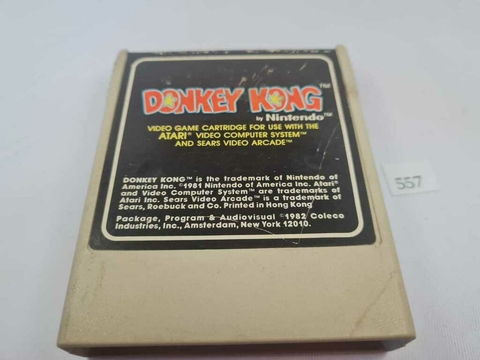 DONKEY KONG™
by Nintendo™
VIDEO GAME CARTRIDGE FOR USE WITH THE
ATARI® VIDEO COMPUTER SYSTEM™
AND SEARS VIDEO ARCADE™
DONKEY KONG™ is the trademark of Nintendo of
America Inc. ©1981 Nintendo of America Inc. Atari®
and Video Computer System™ are trademarks of
Atari Inc. Sears Video Arcade™ is a trademark of
Sears, Roebuck and Co. Printed in Hong Kong
Package, Program & Audiovisual ©1982 Coleco
Industries, Inc., Amsterdam, New York 12010.
557